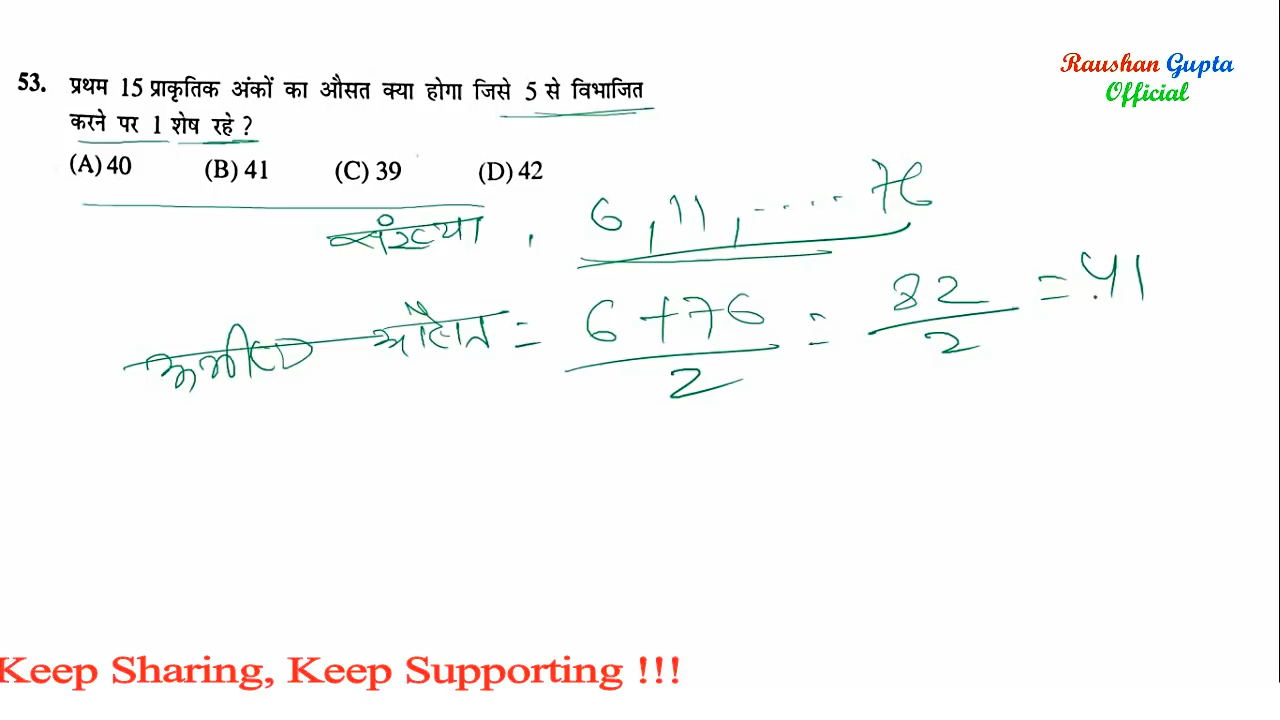 Raushan Gupta
Official
53. प्रथम 15 प्राकृतिक अंकों का औसत क्या होगा जिसे 5 से विभाजित
करने पर 1 शेष रहे ?
(A) 40 (B) 41 (C) 39 (D) 42
संख्या , 6 , 11 , ..... 76
अभीष्ट औसत = 6 + 76 / 2 = 82 / 2 = 41
Keep Sharing, Keep Supporting !!!